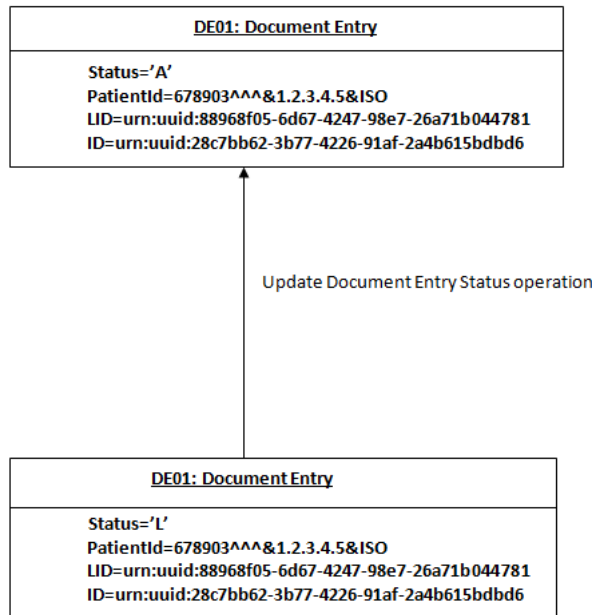 DE01: Document Entry
Status=’A’
PatientId=678903^^^&1.2.3.4.5&ISO
LID=urn:uuid:88968f05-6d67-4247-98e7-26a71b044781
ID=urn:uuid:28c7bb62-3b77-4226-91af-2a4b615bdbd6
Update Document Entry Status operation
DE01: Document Entry
Status=’L’
PatientId=678903^^^&1.2.3.4.5&ISO
LID=urn:uuid:88968f05-6d67-4247-98e7-26a71b044781
ID=urn:uuid:28c7bb62-3b77-4226-91af-2a4b615bdbd6